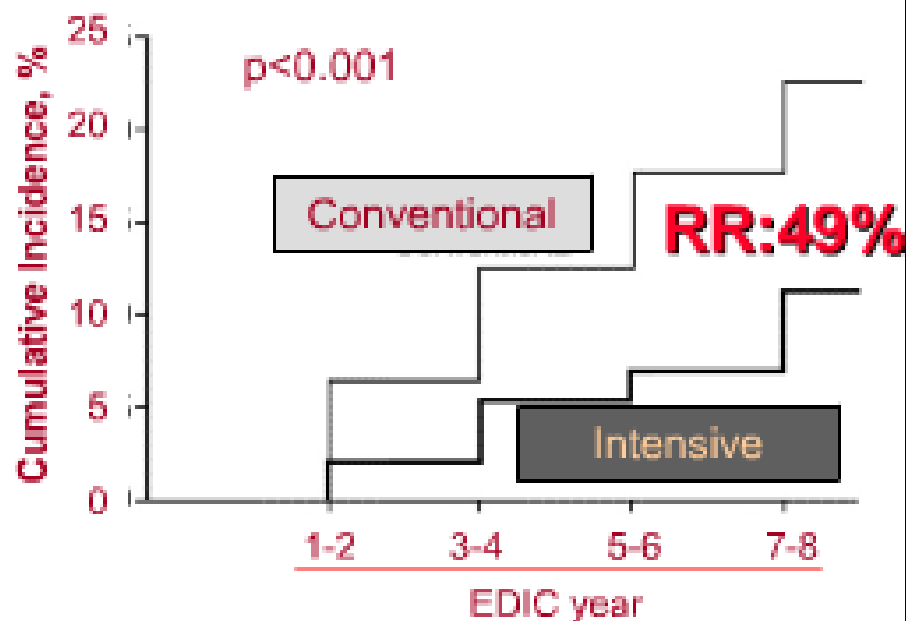 Cumulative Incidence, %
25
20
15
10
5
0
p<0.001
Conventional
RR:49%
Intensive
1-2 3-4 5-6 7-8
EDIC year